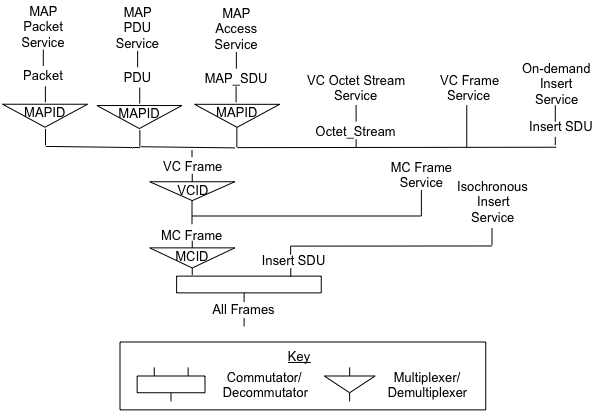 MAP
Packet
Service
MAP
PDU
Service
MAP
Access
Service
Packet
PDU
MAP_SDU
VC Octet Stream
Service
VC Frame
Service
On-demand
Insert
Service
MAPID
MAPID
MAPID
Octet_Stream
Insert SDU
VC Frame
VCID
MC Frame
Service
Isochronous
Insert
Service
MC Frame
MCID
Insert SDU
All Frames
Key
Commutator/
Decommutator
Multiplexer/
Demultiplexer